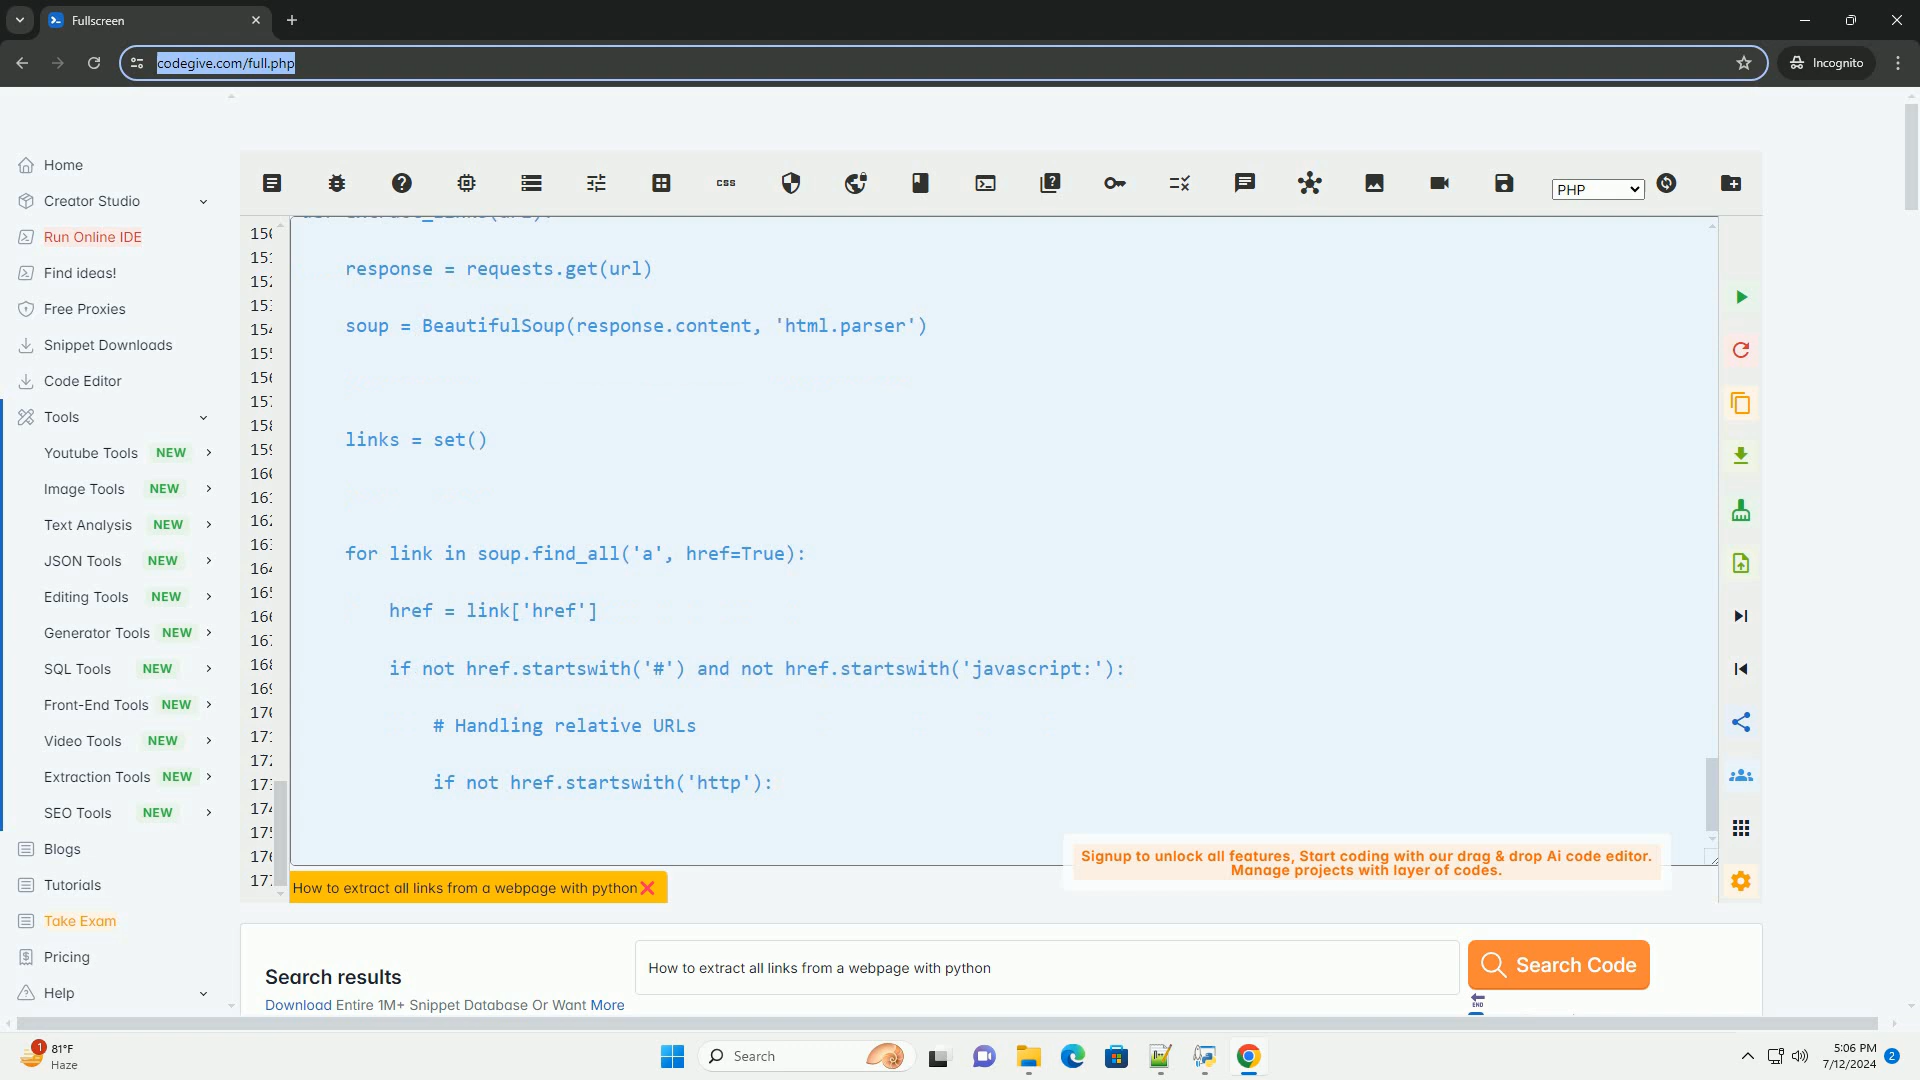 Fullscreen
codegive.com/full.php
Incognito
Home
Creator Studio
Run Online IDE
Find ideas!
Free Proxies
Snippet Downloads
Code Editor
Tools
Youtube Tools NEW
Image Tools NEW
Text Analysis NEW
JSON Tools NEW
Editing Tools NEW
Generator Tools NEW
SQL Tools NEW
Front-End Tools NEW
Video Tools NEW
Extraction Tools NEW
SEO Tools NEW
Blogs
Tutorials
Take Exam
Pricing
Help
css
PHP
response = requests.get(url)
soup = BeautifulSoup(response.content, 'html.parser')
links = set()
for link in soup.find_all('a', href=True):
href = link['href']
if not href.startswith('#') and not href.startswith('javascript:'):
# Handling relative URLs
if not href.startswith('http'):
Signup to unlock all features, Start coding with our drag & drop Ai code editor.
Manage projects with layer of codes.
How to extract all links from a webpage with python
Search results
Download Entire 1M+ Snippet Database Or Want More
How to extract all links from a webpage with python
Search Code
END
1
81°F
Haze
Search
5:06 PM
7/12/2024
2